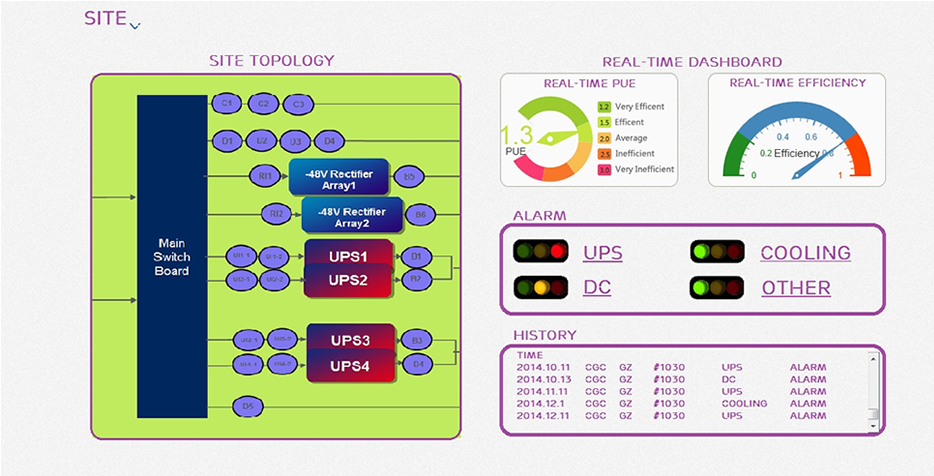 SITE
SITE TOPOLOGY
Main
Switch
Board
C1 C2 C3
D1 U2 U3 D4
RI1 -48V Rectifier Array1 B5
RI2 -48V Rectifier Array2 B6
UPS1 D1
UPS2
UPS3 B3
UPS4 D4
D5
REAL-TIME DASHBOARD
REAL-TIME PUE
1.3
PUE
1.2 Very Efficent
1.5 Efficent
2.0 Average
2.5 Inefficient
3.0 Very Inefficient
REAL-TIME EFFICIENCY
0.4 0.6
0.2 Efficiency 0.8
0 1
ALARM
UPS COOLING
DC OTHER
HISTORY
TIME
2014.10.11 CGC GZ #1030 UPS ALARM
2014.10.13 CGC GZ #1030 DC ALARM
2014.11.11 CGC GZ #1030 UPS ALARM
2014.12.1 CGC GZ #1030 COOLING ALARM
2014.12.11 CGC GZ #1030 UPS ALARM